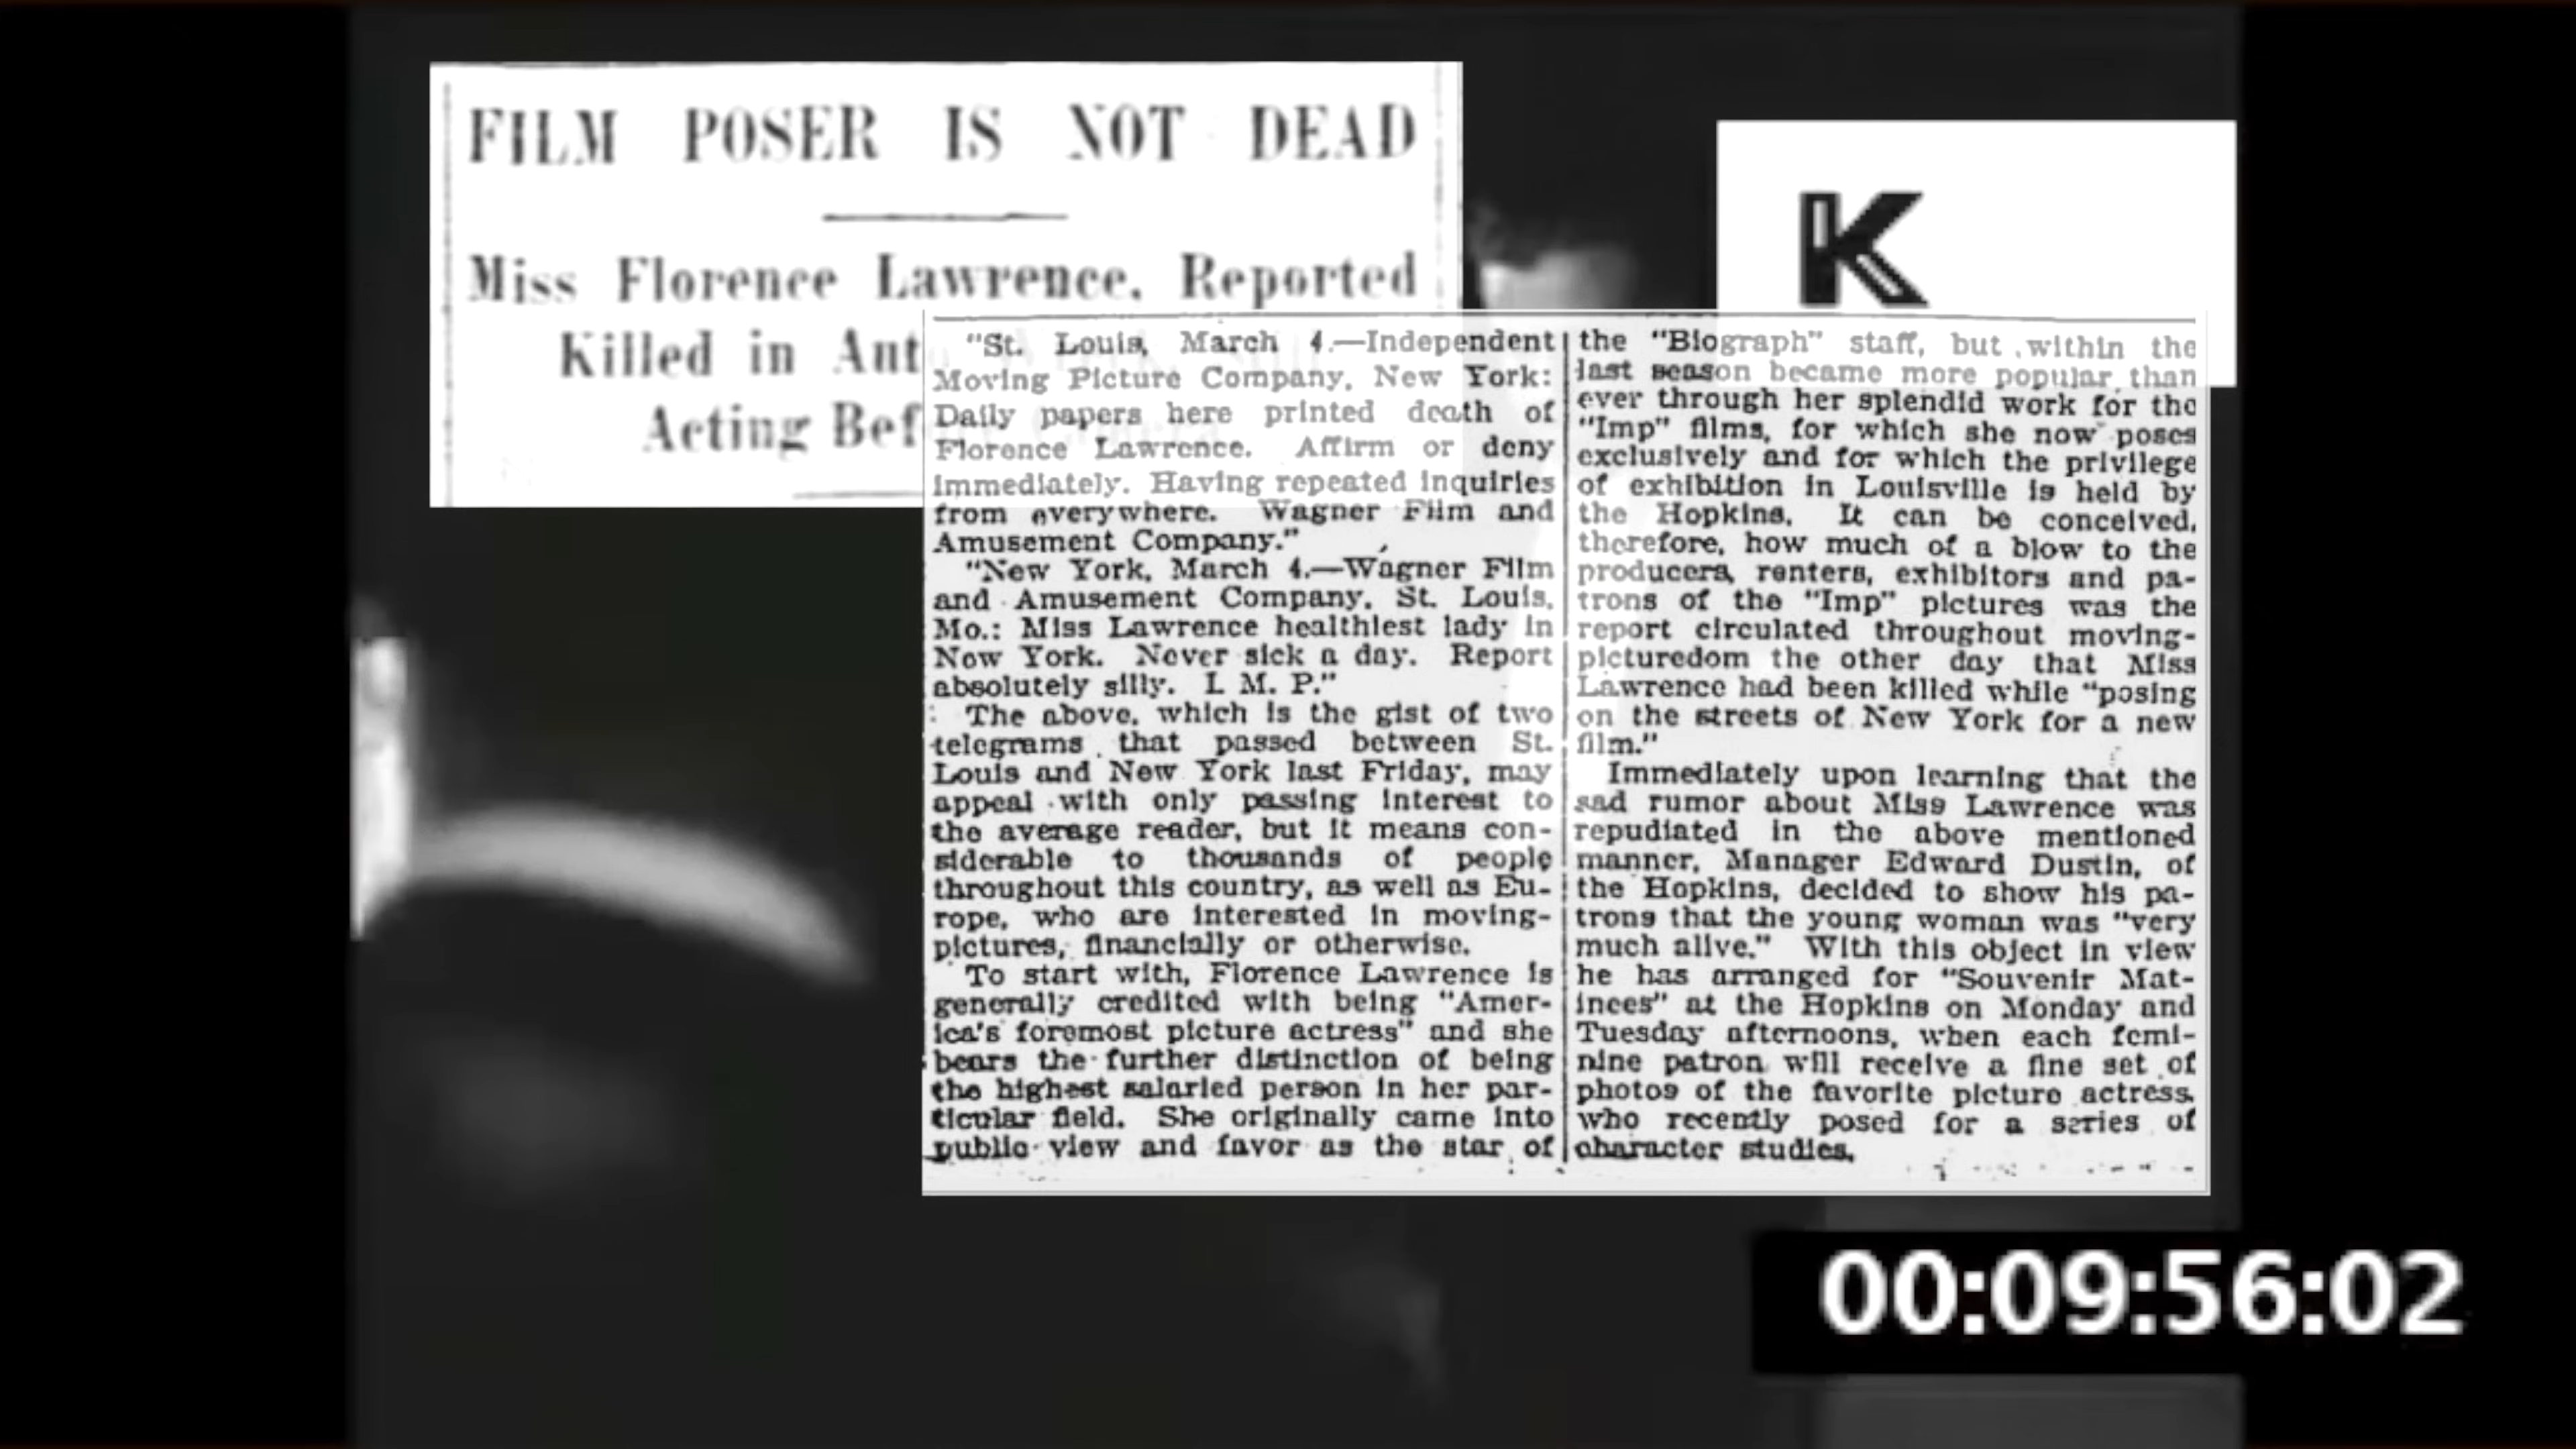 FILM POSER IS NOT DEAD
Miss Florence Lawrence, Reported
Killed in Aut
Acting Bef
K
"St. Louis, March 4.—Independent
Moving Picture Company, New York:
Daily papers here printed death of
Florence Lawrence. Affirm or deny
immediately. Having repeated inquiries
from everywhere. Wagner Film and
Amusement Company."
"New York, March 4.—Wagner Film
and Amusement Company, St. Louis,
Mo.: Miss Lawrence healthiest lady in
New York. Never sick a day. Report
absolutely silly. I. M. P."
The above, which is the gist of two
telegrams that passed between St.
Louis and New York last Friday, may
appeal with only passing interest to
the average reader, but it means con-
siderable to thousands of people
throughout this country, as well as Eu-
rope, who are interested in moving-
pictures, financially or otherwise.
To start with, Florence Lawrence is
generally credited with being "Amer-
ica's foremost picture actress" and she
bears the further distinction of being
the highest salaried person in her par-
ticular field. She originally came into
public view and favor as the star of
the "Biograph" staff, but within the
last season became more popular than
ever through her splendid work for the
"Imp" films, for which she now poses
exclusively and for which the privilege
of exhibition in Louisville is held by
the Hopkins. It can be conceived,
therefore, how much of a blow to the
producers, renters, exhibitors and pa-
trons of the "Imp" pictures was the
report circulated throughout moving-
picturedom the other day that Miss
Lawrence had been killed while "posing
on the streets of New York for a new
film."
Immediately upon learning that the
sad rumor about Miss Lawrence was
repudiated in the above mentioned
manner, Manager Edward Dustin, of
the Hopkins, decided to show his pa-
trons that the young woman was "very
much alive." With this object in view
he has arranged for "Souvenir Mat-
inees" at the Hopkins on Monday and
Tuesday afternoons, when each femi-
nine patron will receive a fine set of
photos of the favorite picture actress,
who recently posed for a series of
character studies.
00:09:56:02